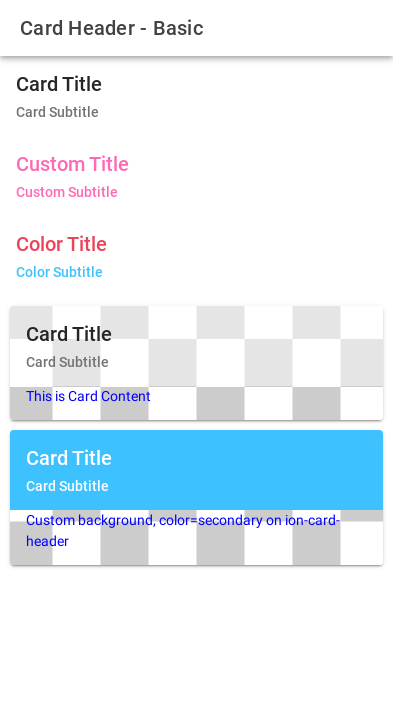 Card Header - Basic
Card Title
Card Subtitle
Custom Title
Custom Subtitle
Color Title
Color Subtitle
Card Title
Card Subtitle
This is Card Content
Card Title
Card Subtitle
Custom background, color=secondary on ion-card-
header